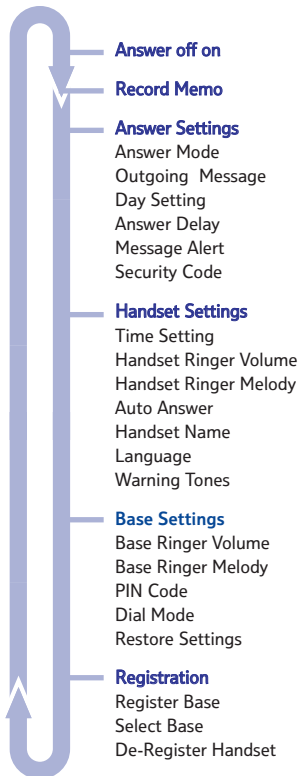 Answer off on
Record Memo
Answer Settings
Answer Mode
Outgoing Message
Day Setting
Answer Delay
Message Alert
Security Code
Handset Settings
Time Setting
Handset Ringer Volume
Handset Ringer Melody
Auto Answer
Handset Name
Language
Warning Tones
Base Settings
Base Ringer Volume
Base Ringer Melody
PIN Code
Dial Mode
Restore Settings
Registration
Register Base
Select Base
De-Register Handset